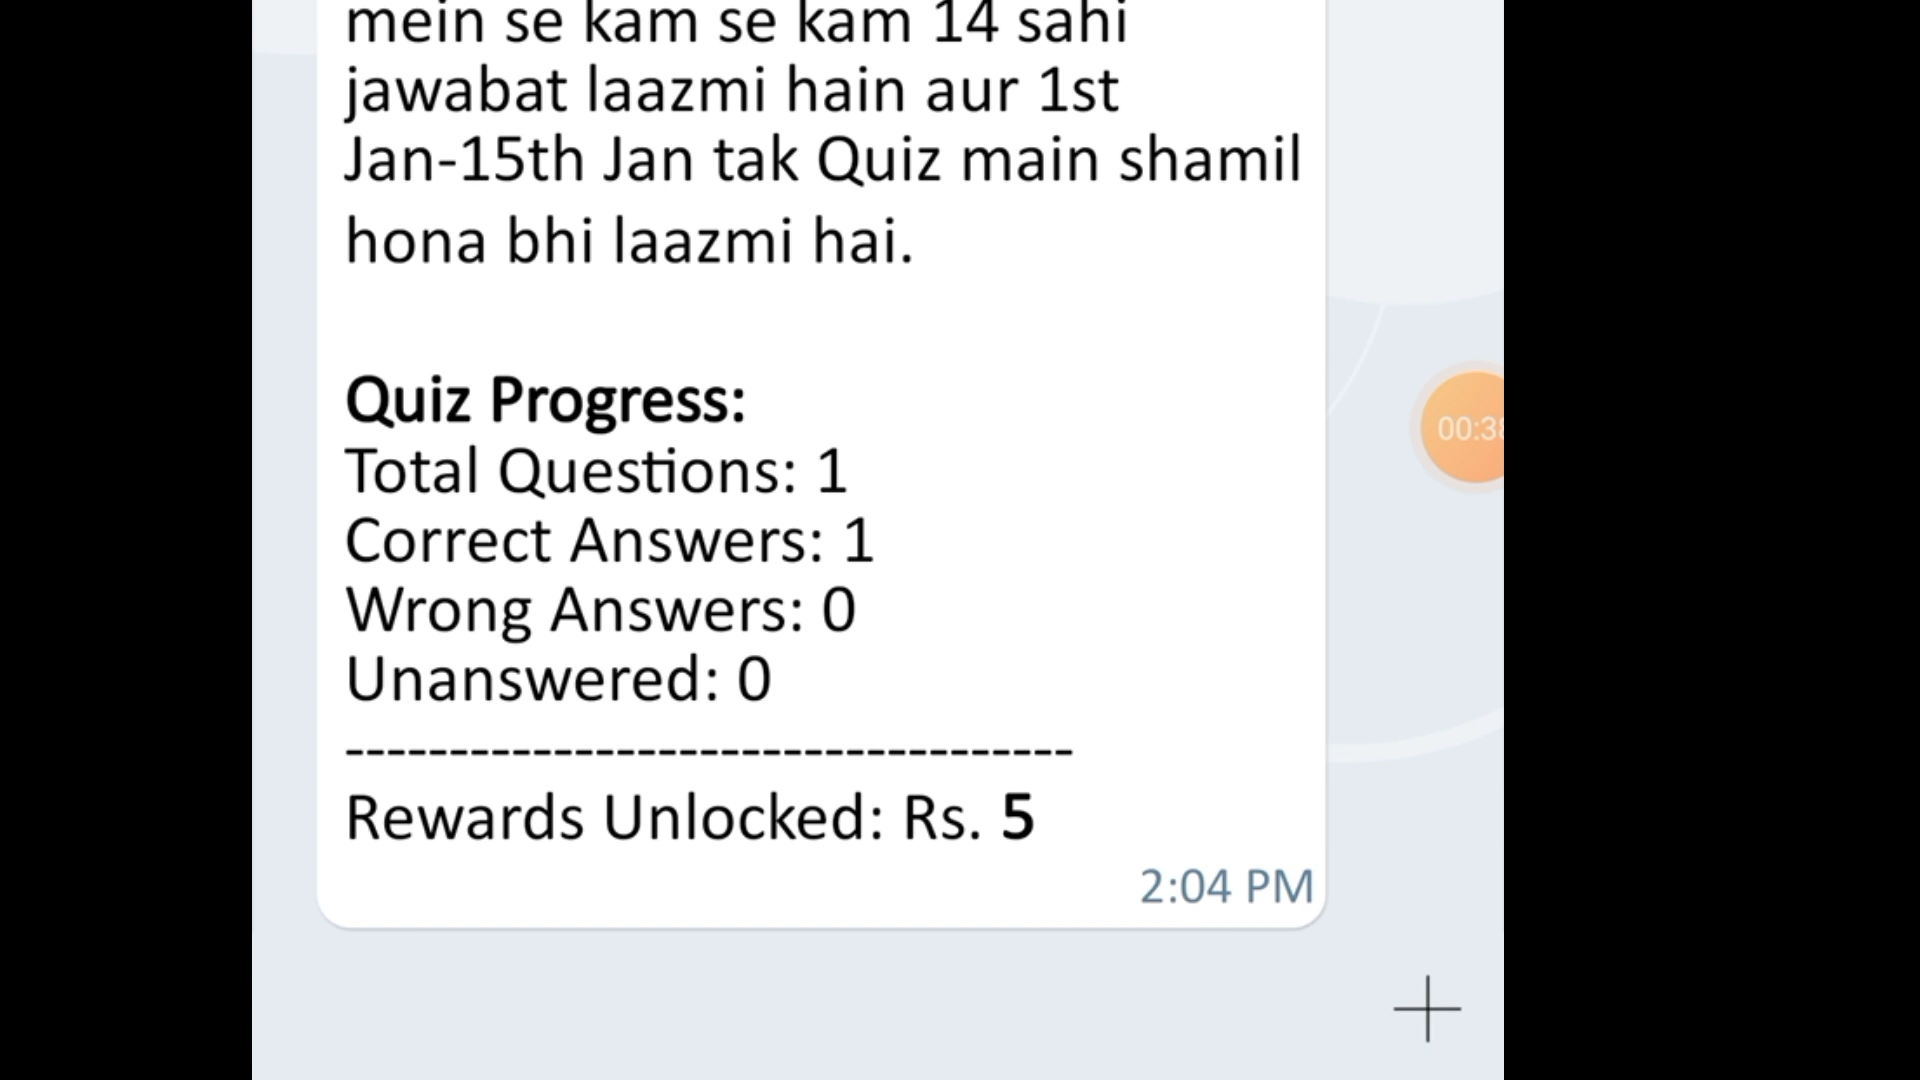 mein se kam se kam 14 sahi
jawabat laazmi hain aur 1st
Jan-15th Jan tak Quiz main shamil
hona bhi laazmi hai.
Quiz Progress:
Total Questions: 1
Correct Answers: 1
Wrong Answers: 0
Unanswered: 0
-----------------------------------
Rewards Unlocked: Rs. 5
2:04 PM
00:38